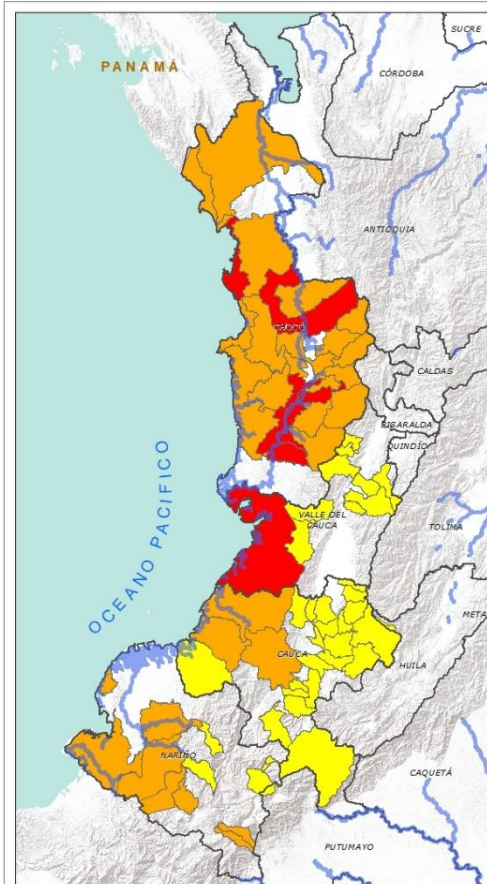 SUCRE
PANAMÁ
CÓRDOBA
ANTIOQUIA
CHOCÓ
CALDAS
RISARALDA
QUINDÍO
OCEANO PACÍFICO
VALLE DEL
CAUCA
TOLIMA
META
CAUCA
HUILA
NARIÑO
CAQUETÁ
PUTUMAYO